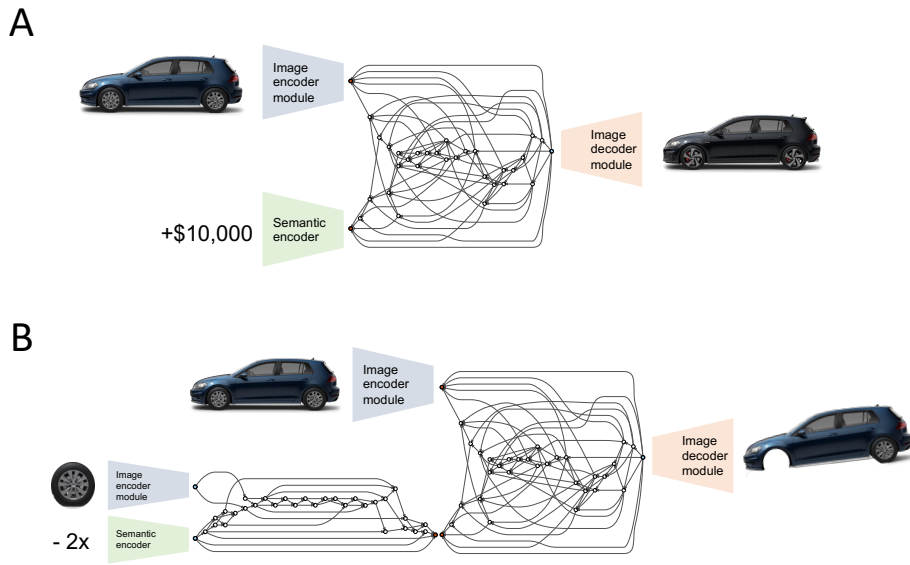 A
Image
encoder
module
Image
decoder
module
+$10,000
Semantic
encoder
B
Image
encoder
module
Image
decoder
module
Image
encoder
module
- 2x
Semantic
encoder